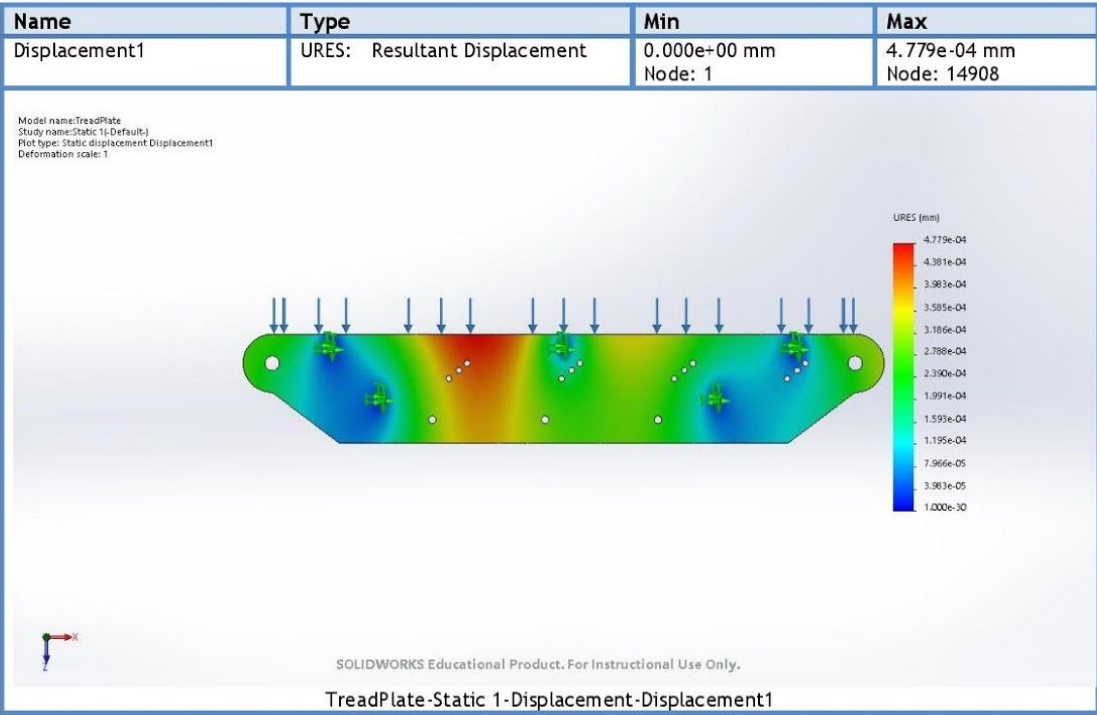 Name Type Min Max
Displacement1 URES: Resultant Displacement 0.000e+00 mm 4.779e-04 mm
Node: 1 Node: 14908
Model name:TreadPlate
Study name:Static 1(-Default-)
Plot type: Static displacement Displacement1
Deformation scale: 1
URES (mm)
4.779e-04
4.381e-04
3.983e-04
3.585e-04
3.186e-04
2.788e-04
2.390e-04
1.991e-04
1.593e-04
1.195e-04
7.966e-05
3.983e-05
1.000e-30
X
Z
SOLIDWORKS Educational Product. For Instructional Use Only.
TreadPlate-Static 1-Displacement-Displacement1